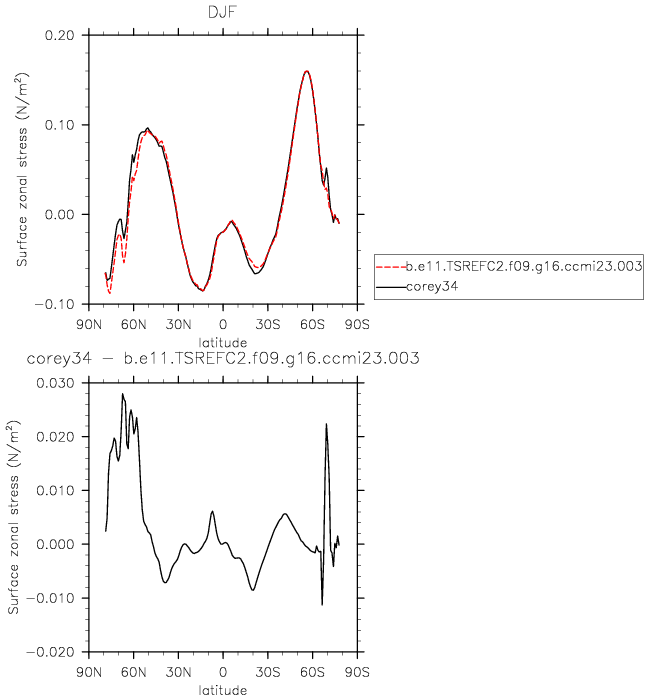 DJF
Surface zonal stress (N/m²)
0.20
0.10
0.00
−0.10
90N 60N 30N 0 30S 60S 90S
latitude
b.e11.TSREFC2.f09.g16.ccmi23.003
corey34
corey34 − b.e11.TSREFC2.f09.g16.ccmi23.003
Surface zonal stress (N/m²)
0.030
0.020
0.010
0.000
−0.010
−0.020
90N 60N 30N 0 30S 60S 90S
latitude